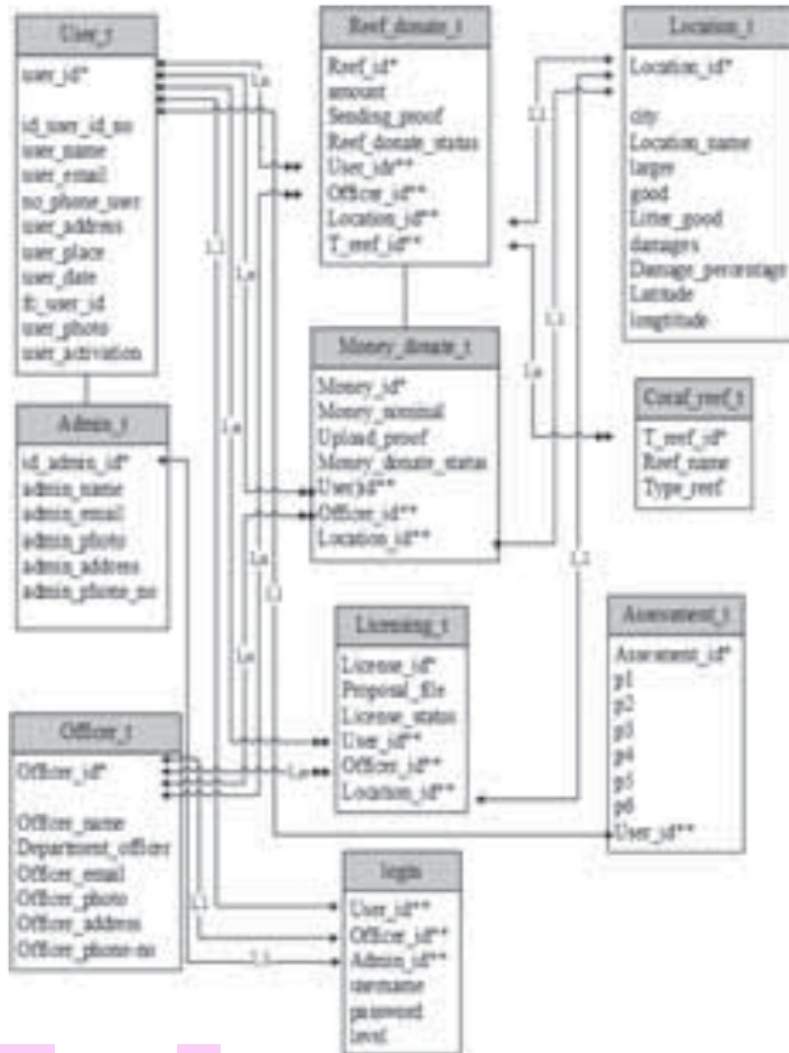 User_t
user_id*
id_user_id_no
user_name
user_email
no_phone_user
user_address
user_place
user_date
user_id
user_photo
user_activation
Admin_t
id_admin_id*
admin_name
admin_email
admin_photo
admin_address
admin_phone_no
Officer_t
Officer_id*
Officer_name
Department_officer
Officer_email
Officer_photo
Officer_address
Officer_phone-no
Reef_donate_t
Reef_id*
amount
Sending_proof
Reef_donate_status
Officer_id**
Location_id**
T_reef_id**
Money_donate_t
Money_id*
Money_nominal
Upload_proof
Money_donate_status
Officer_id**
Location_id**
Licensing_t
License_id*
Proposal_file
License_status
User_id**
Officer_id**
Location_id**
login
User_id**
Officer_id**
Admin_id**
username
password
level
Location_t
Location_id*
city
Location_name
larger
good
Litter_good
damages
Damage_percentage
Latitude
longtitude
Coral_reef_t
T_reef_id*
Reef_name
Type_reef
Assessment_t
Assessment_id*
p1
p2
p3
p4
p5
p6
User_id**